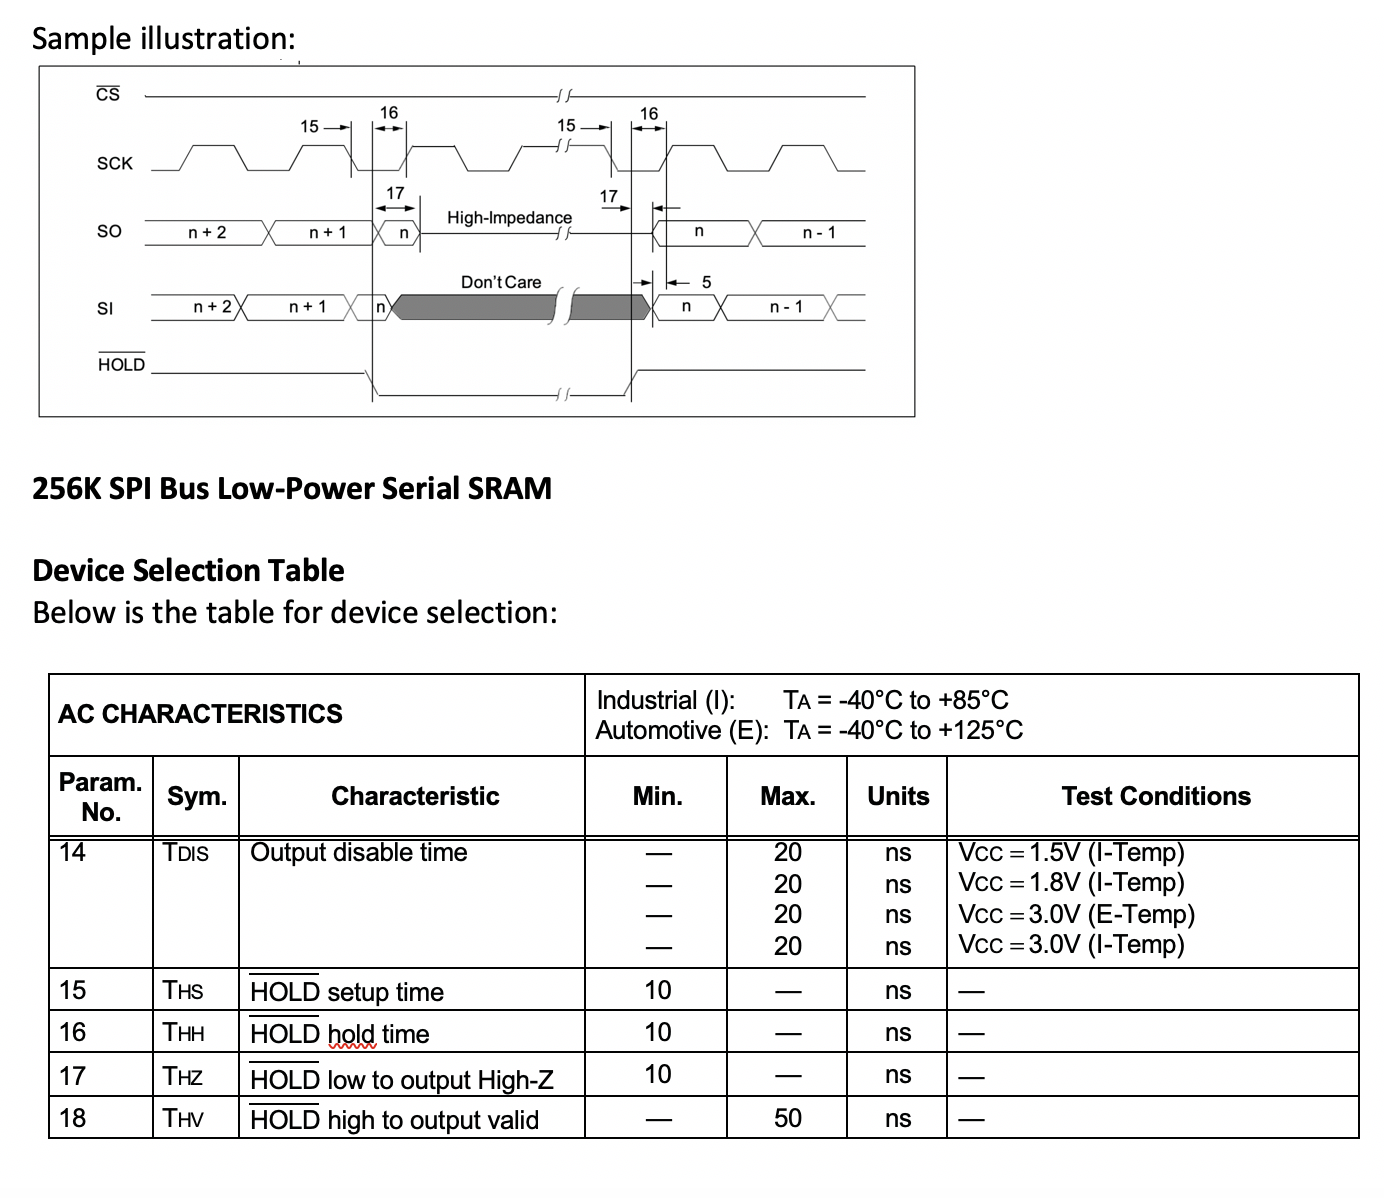 Sample illustration:
CS
16
16
15
15
SCK
17
17
High-Impedance
SO n + 2 n + 1 n n n - 1
Don't Care
5
SI n + 2 n + 1 n n n - 1
HOLD
256K SPI Bus Low-Power Serial SRAM
Device Selection Table
Below is the table for device selection:
AC CHARACTERISTICS
Industrial (I): TA = -40°C to +85°C
Automotive (E): TA = -40°C to +125°C
Param. No. Sym. Characteristic Min. Max. Units Test Conditions
14 TDIS Output disable time — 20 ns VCC = 1.5V (I-Temp)
— 20 ns VCC = 1.8V (I-Temp)
— 20 ns VCC = 3.0V (E-Temp)
— 20 ns VCC = 3.0V (I-Temp)
15 THS HOLD setup time 10 — ns —
16 THH HOLD hold time 10 — ns —
17 THZ HOLD low to output High-Z 10 — ns —
18 THV HOLD high to output valid — 50 ns —